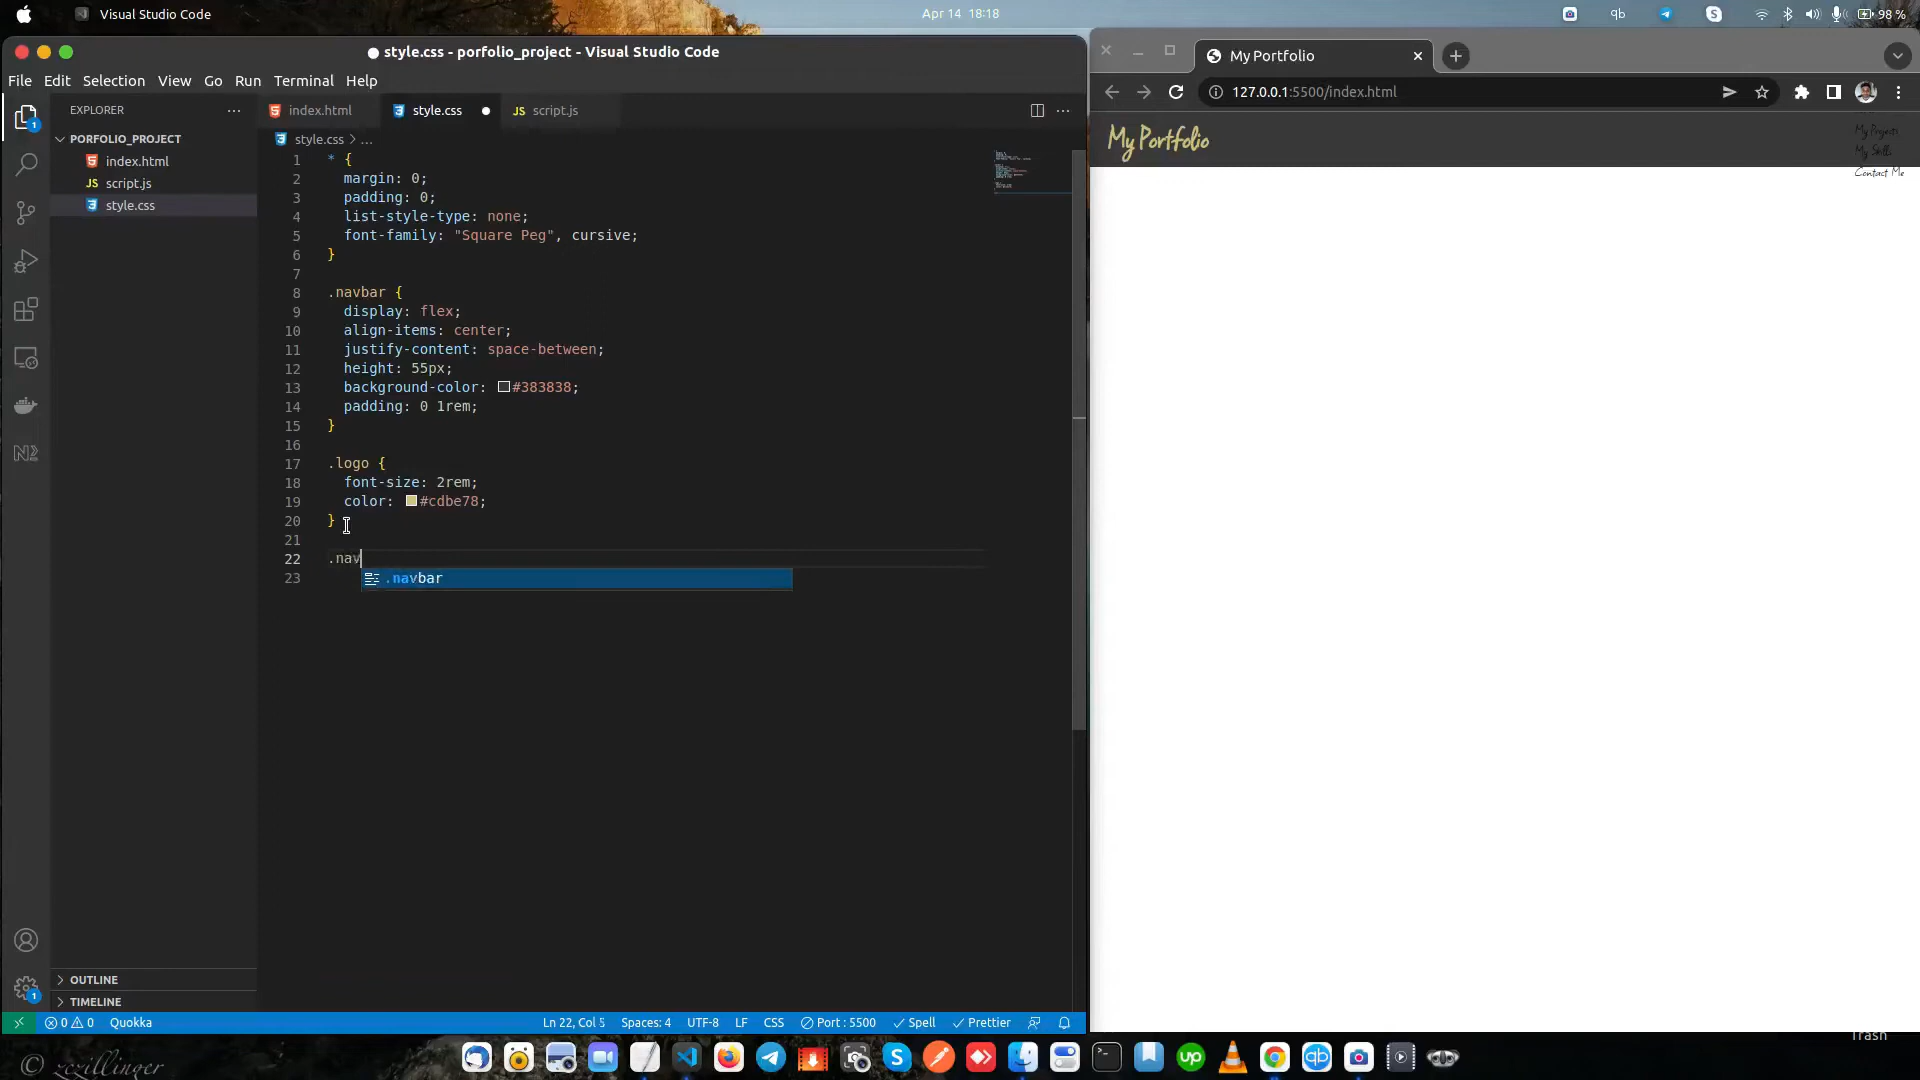 Visual Studio Code
Apr 14 18:18
qb
98 %
● style.css - porfolio_project - Visual Studio Code
File Edit Selection View Go Run Terminal Help
EXPLORER
index.html
style.css
JS script.js
style.css > ...
PORFOLIO_PROJECT
index.html
JS script.js
style.css
1
1 * {
2 margin: 0;
3 padding: 0;
4 list-style-type: none;
5 font-family: "Square Peg", cursive;
6 }
7
8 .navbar {
9 display: flex;
10 align-items: center;
11 justify-content: space-between;
12 height: 55px;
13 background-color: #383838;
14 padding: 0 1rem;
15 }
16
17 .logo {
18 font-size: 2rem;
19 color: #cdbe78;
20 }
21
22 .nav
.navbar
23
OUTLINE
TIMELINE
1
0 0 Quokka
Ln 22, Col 5 Spaces: 4 UTF-8 LF CSS Port : 5500 Spell Prettier
My Portfolio
127.0.0.1:5500/index.html
My Portfolio
My Projects
My Skills
Contact Me
Trash
© zczillinger